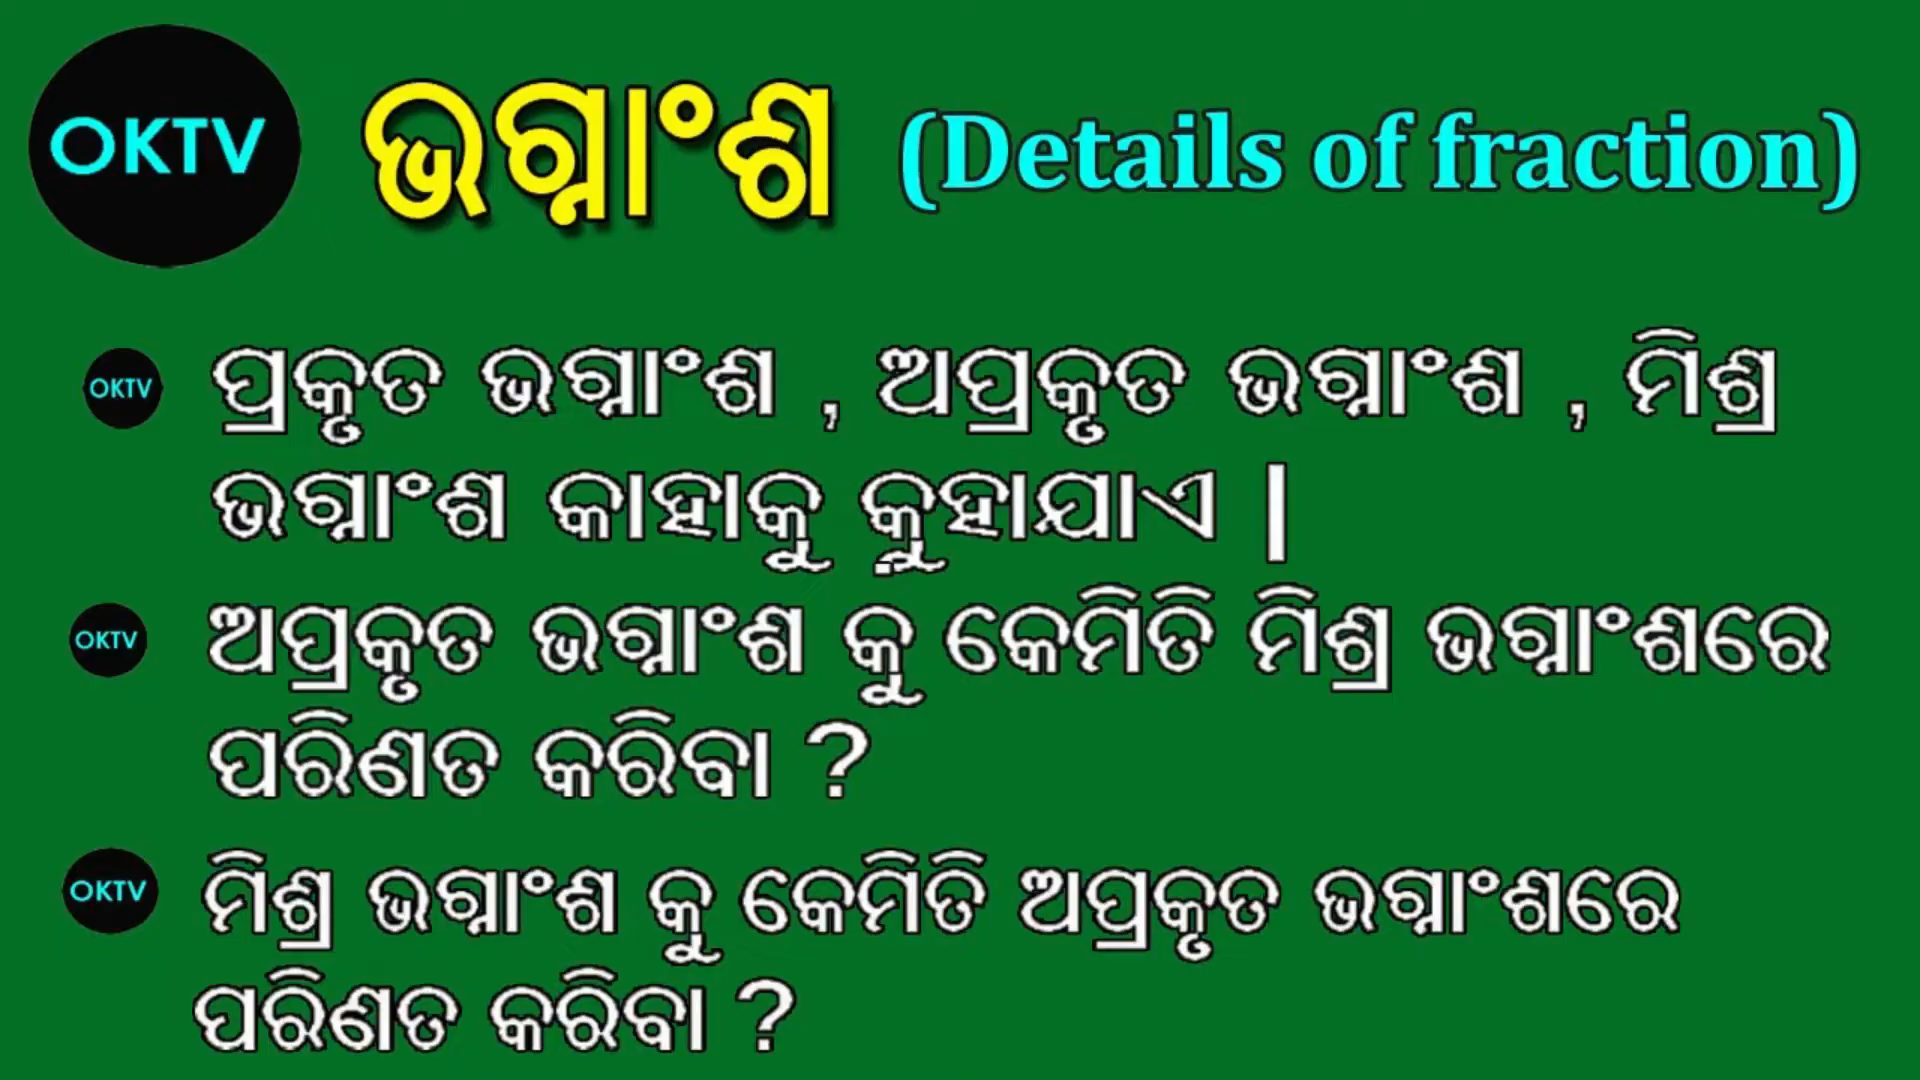 OKTV ଭଗ୍ନାଂଶ (Details of fraction)
OKTV ପ୍ରକୃତ ଭଗ୍ନାଂଶ , ଅପ୍ରକୃତ ଭଗ୍ନାଂଶ , ମିଶ୍ର
ଭଗ୍ନାଂଶ କାହାକୁ କୁହାଯାଏ |
OKTV ଅପ୍ରକୃତ ଭଗ୍ନାଂଶ କୁ କେମିତି ମିଶ୍ର ଭଗ୍ନାଂଶରେ
ପରିଣତ କରିବା ?
OKTV ମିଶ୍ର ଭଗ୍ନାଂଶ କୁ କେମିତି ଅପ୍ରକୃତ ଭଗ୍ନାଂଶରେ
ପରିଣତ କରିବା ?